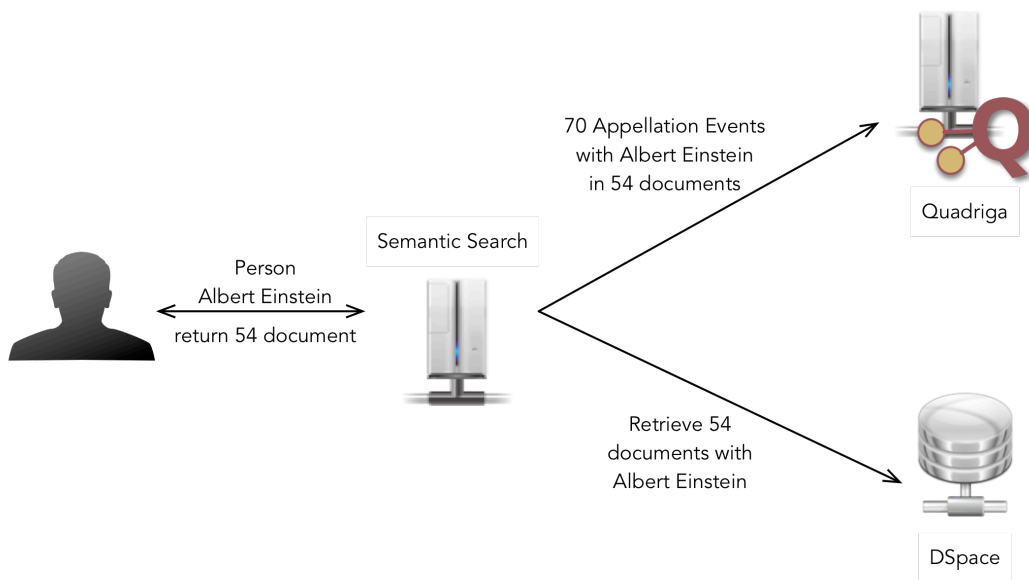 70 Appellation Events
with Albert Einstein
in 54 documents
Q
Quadriga
Semantic Search
Person
Albert Einstein
return 54 document
Retrieve 54
documents with
Albert Einstein
DSpace